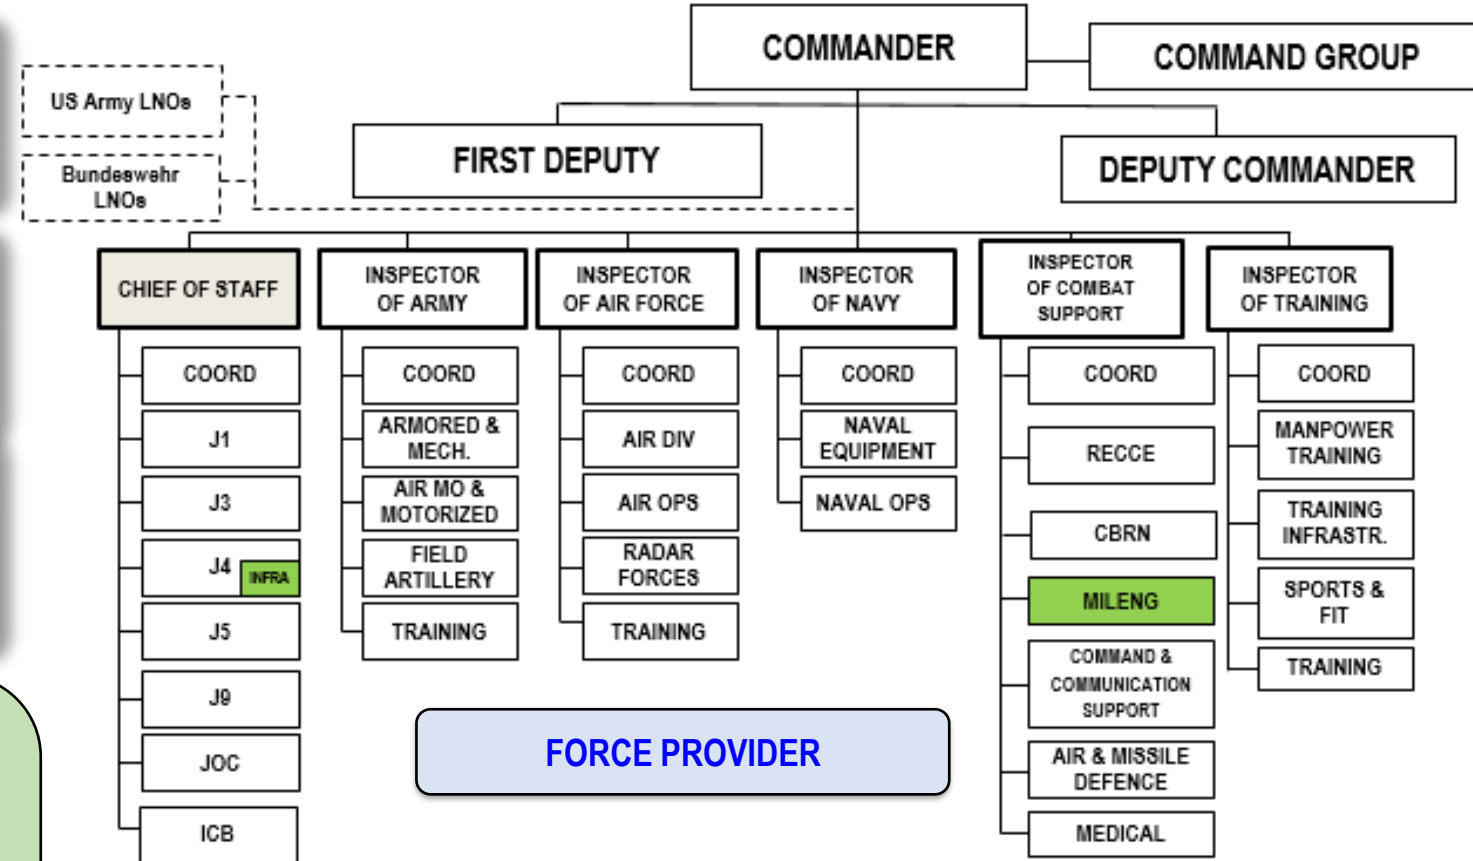 COMMANDER
COMMAND GROUP
US Army LNOs
Bundeswehr
LNOs
FIRST DEPUTY
DEPUTY COMMANDER
CHIEF OF STAFF
COORD
J1
J3
J4
INFRA
J5
J9
JOC
ICB
INSPECTOR
OF ARMY
COORD
ARMORED &
MECH.
AIR MO &
MOTORIZED
FIELD
ARTILLERY
TRAINING
INSPECTOR
OF AIR FORCE
COORD
AIR DIV
AIR OPS
RADAR
FORCES
TRAINING
INSPECTOR
OF NAVY
COORD
NAVAL
EQUIPMENT
NAVAL OPS
INSPECTOR
OF COMBAT
SUPPORT
COORD
RECCE
CBRN
MILENG
COMMAND &
COMMUNICATION
SUPPORT
AIR & MISSILE
DEFENCE
MEDICAL
INSPECTOR
OF TRAINING
COORD
MANPOWER
TRAINING
TRAINING
INFRASTR.
SPORTS &
FIT
TRAINING
FORCE PROVIDER